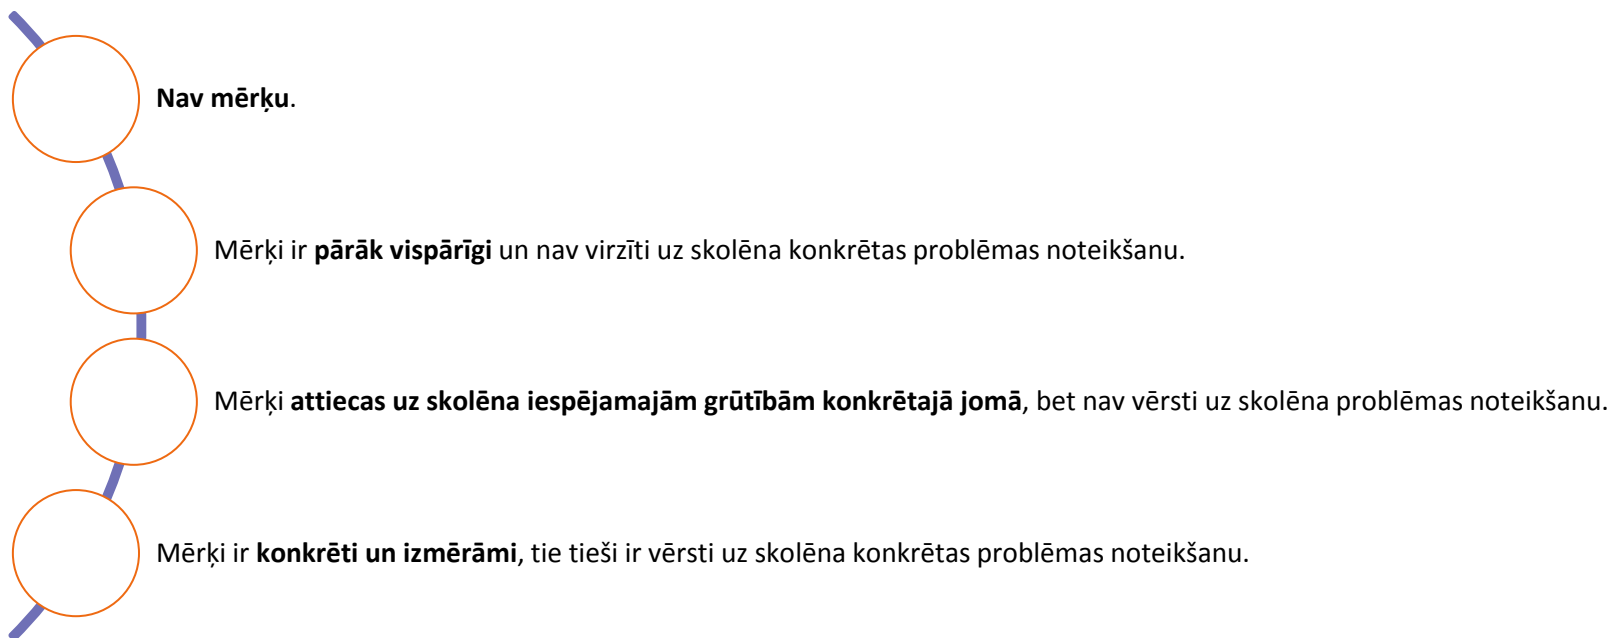 Nav mērķu.
Mērķi ir pārāk vispārīgi un nav virzīti uz skolēna konkrētas problēmas noteikšanu.
Mērķi attiecas uz skolēna iespējamajām grūtībām konkrētajā jomā, bet nav vērsti uz skolēna problēmas noteikšanu.
Mērķi ir konkrēti un izmērāmi, tie tieši ir vērsti uz skolēna konkrētas problēmas noteikšanu.